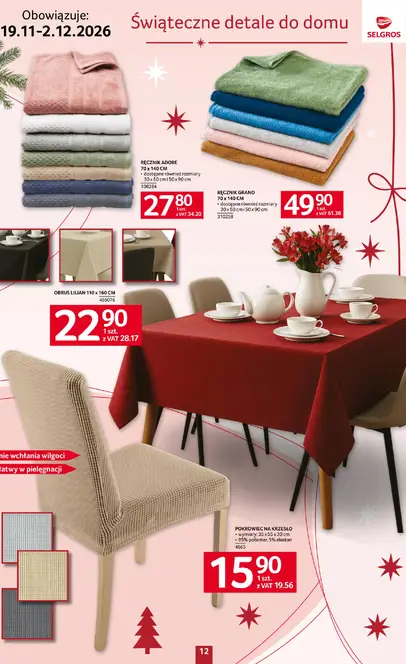 Obowiązuje:
19.11-2.12.2026
Świąteczne detale do domu
SELGROS
RĘCZNIK ADORE
70 x 140 CM
• dostępne również rozmiary
30 x 50 cm i 50 x 90 cm
27 80
1 szt.
z VAT 34.20
RĘCZNIK GRANO
70 x 140 CM
• dostępne również rozmiary
30 x 50 cm i 50 x 90 cm
310258
49 90
1 szt.
z VAT 61.38
OBRUS LILIAN 110 x 160 CM
466076
22 90
1 szt.
z VAT 28.17
nie wchłania wilgoci
łatwy w pielęgnacji
POKROWIEC NA KRZESŁO
• wymiary: 35 x 55 x 30 cm
• 95% poliester, 5% elastan
15 90
1 szt.
z VAT 19.56
12